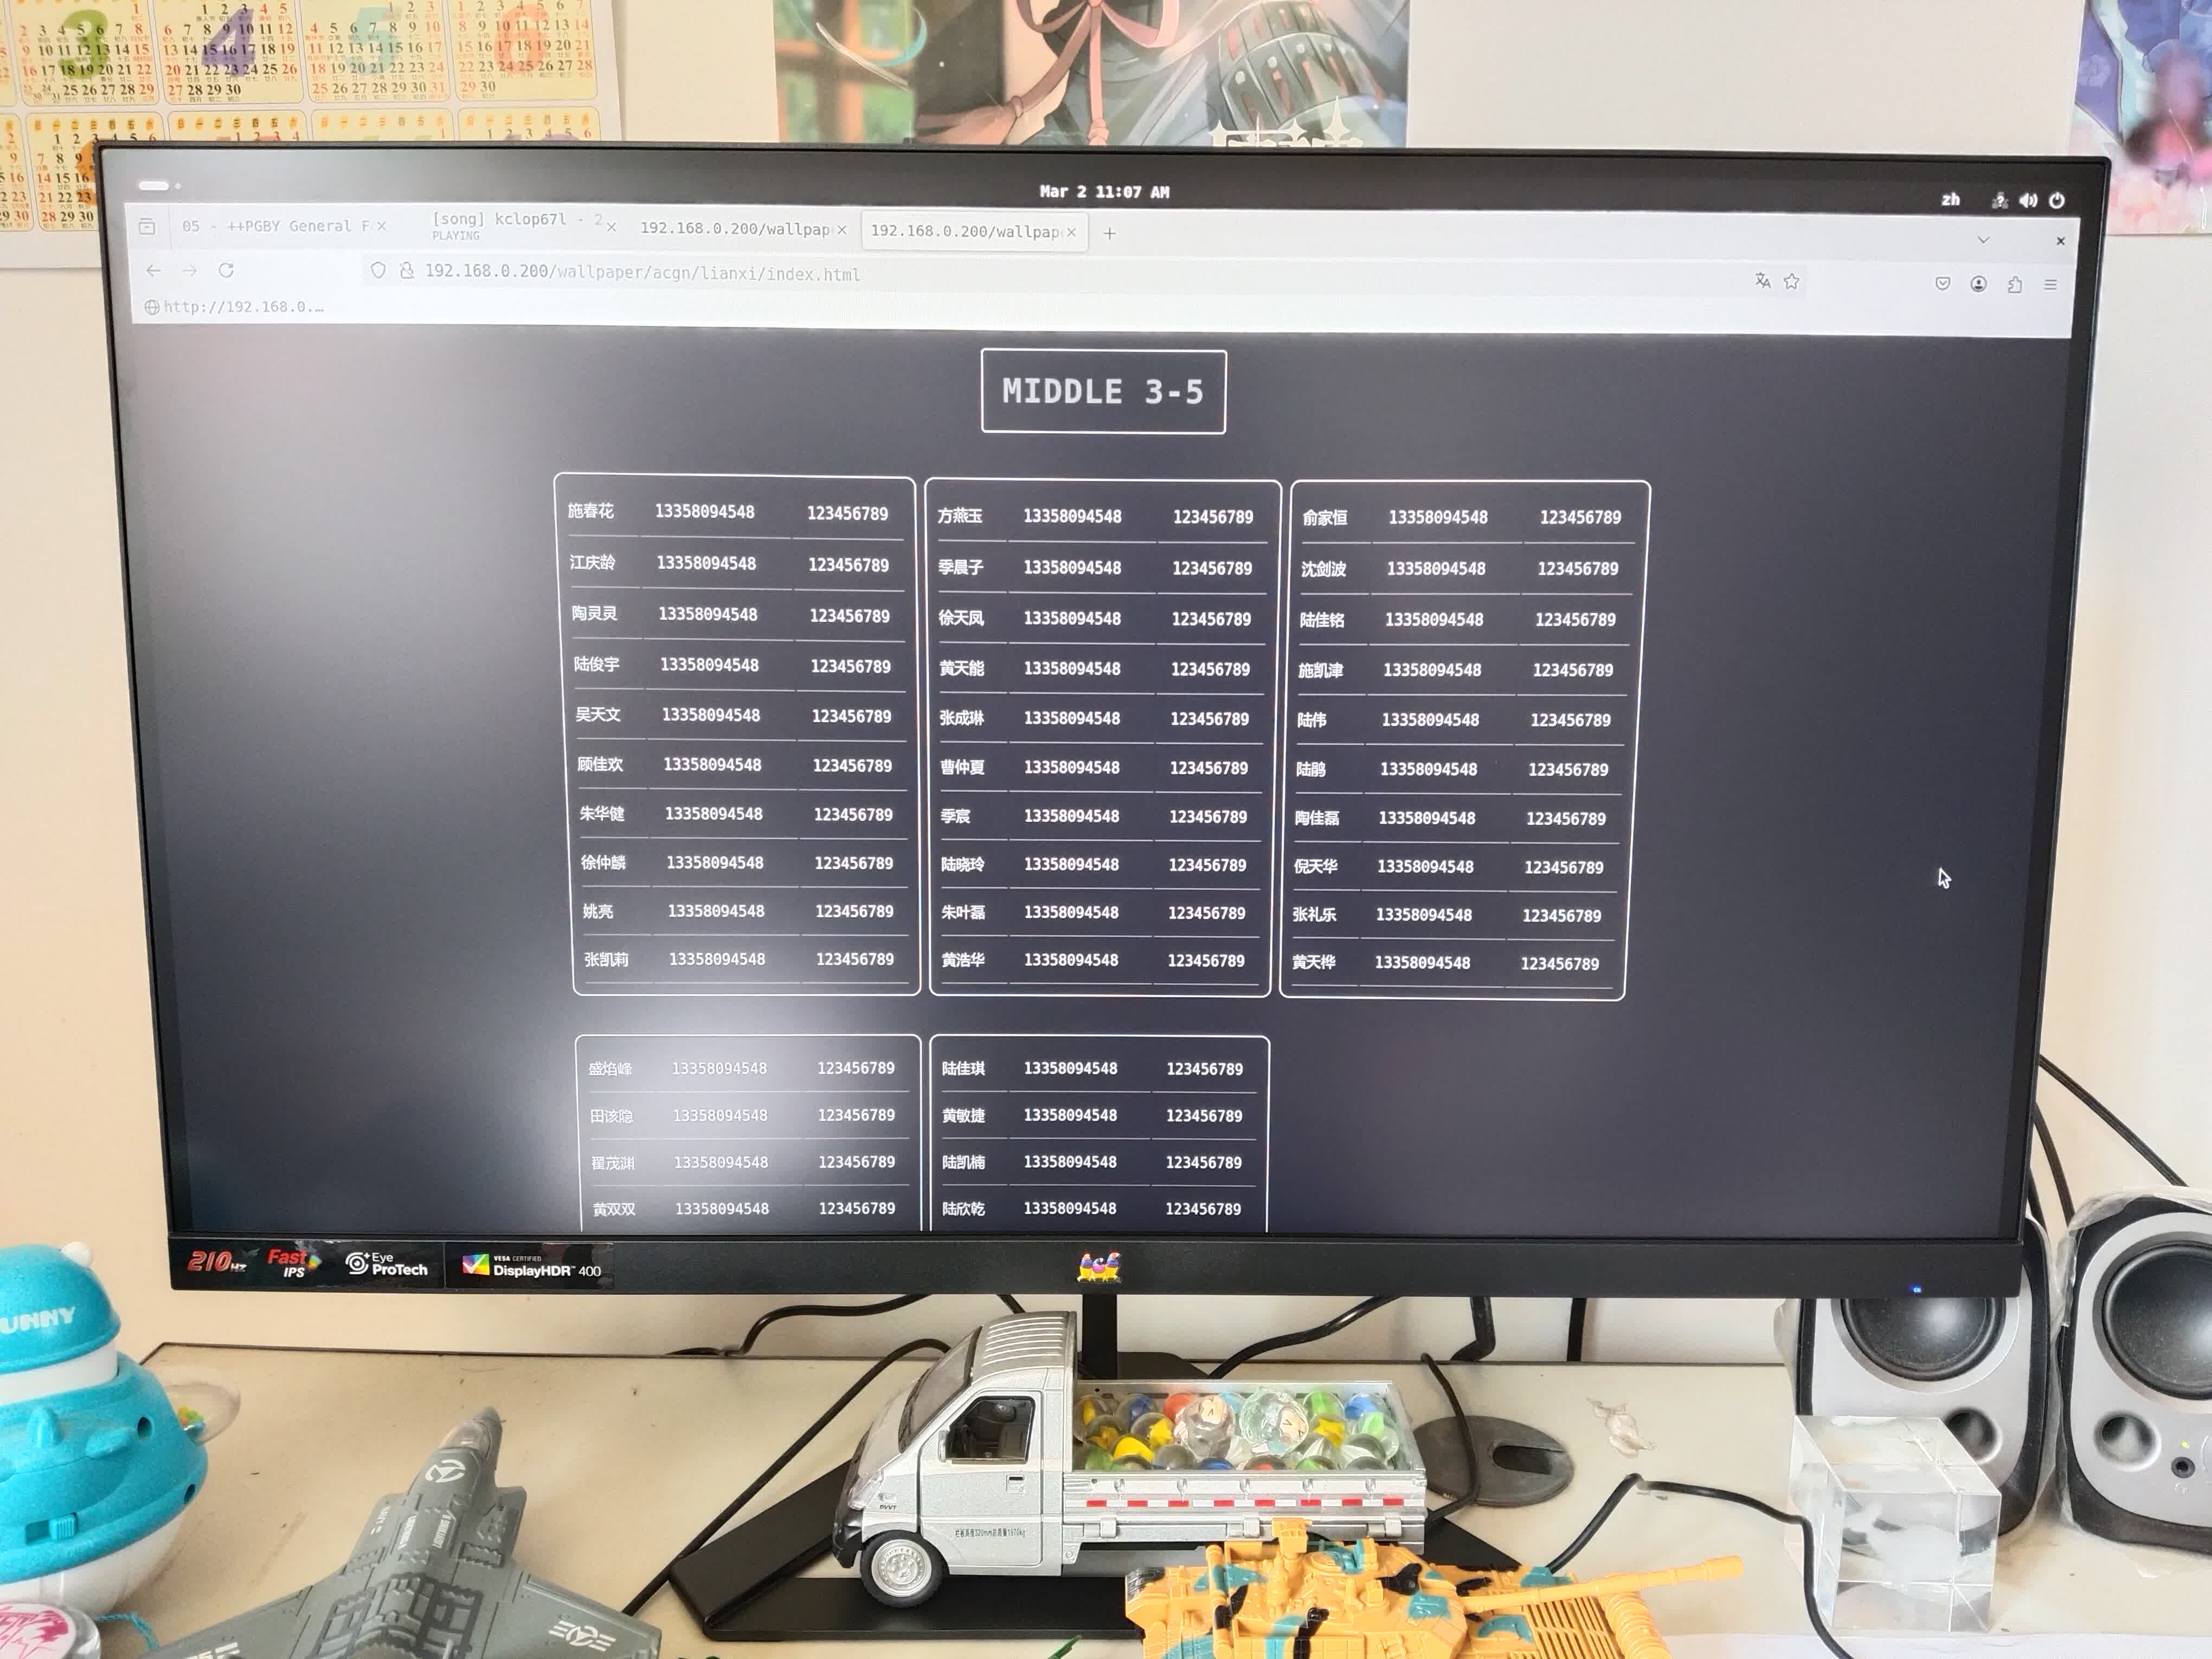 Mar 2 11:07 AM
zh
05 - ++PGBY General F
[song] kclop67l - 2
PLAYING
192.168.0.200/wallpap
192.168.0.200/wallpap
192.168.0.200/wallpaper/acgn/lianxi/index.html
http://192.168.0.…
MIDDLE 3-5
施春花 13358094548 123456789
江庆龄 13358094548 123456789
陶灵灵 13358094548 123456789
陆俊宇 13358094548 123456789
吴天文 13358094548 123456789
顾佳欢 13358094548 123456789
朱华健 13358094548 123456789
徐仲麟 13358094548 123456789
姚亮 13358094548 123456789
张凯莉 13358094548 123456789
方燕玉 13358094548 123456789
季晨子 13358094548 123456789
徐天凤 13358094548 123456789
黄天能 13358094548 123456789
张成琳 13358094548 123456789
曹仲夏 13358094548 123456789
季宸 13358094548 123456789
陆晓玲 13358094548 123456789
朱叶磊 13358094548 123456789
黄浩华 13358094548 123456789
俞家恒 13358094548 123456789
沈剑波 13358094548 123456789
陆佳铭 13358094548 123456789
施凯津 13358094548 123456789
陆伟 13358094548 123456789
陆鹃 13358094548 123456789
陶佳磊 13358094548 123456789
倪天华 13358094548 123456789
张礼乐 13358094548 123456789
黄天桦 13358094548 123456789
盛焰峰 13358094548 123456789
田该隐 13358094548 123456789
翟茂渊 13358094548 123456789
黄双双 13358094548 123456789
陆佳琪 13358094548 123456789
黄敏捷 13358094548 123456789
陆凯楠 13358094548 123456789
陆欣乾 13358094548 123456789
210Hz
Fast
IPS
Eye
ProTech
VESA CERTIFIED
DisplayHDR™ 400
UNNY
DVVT